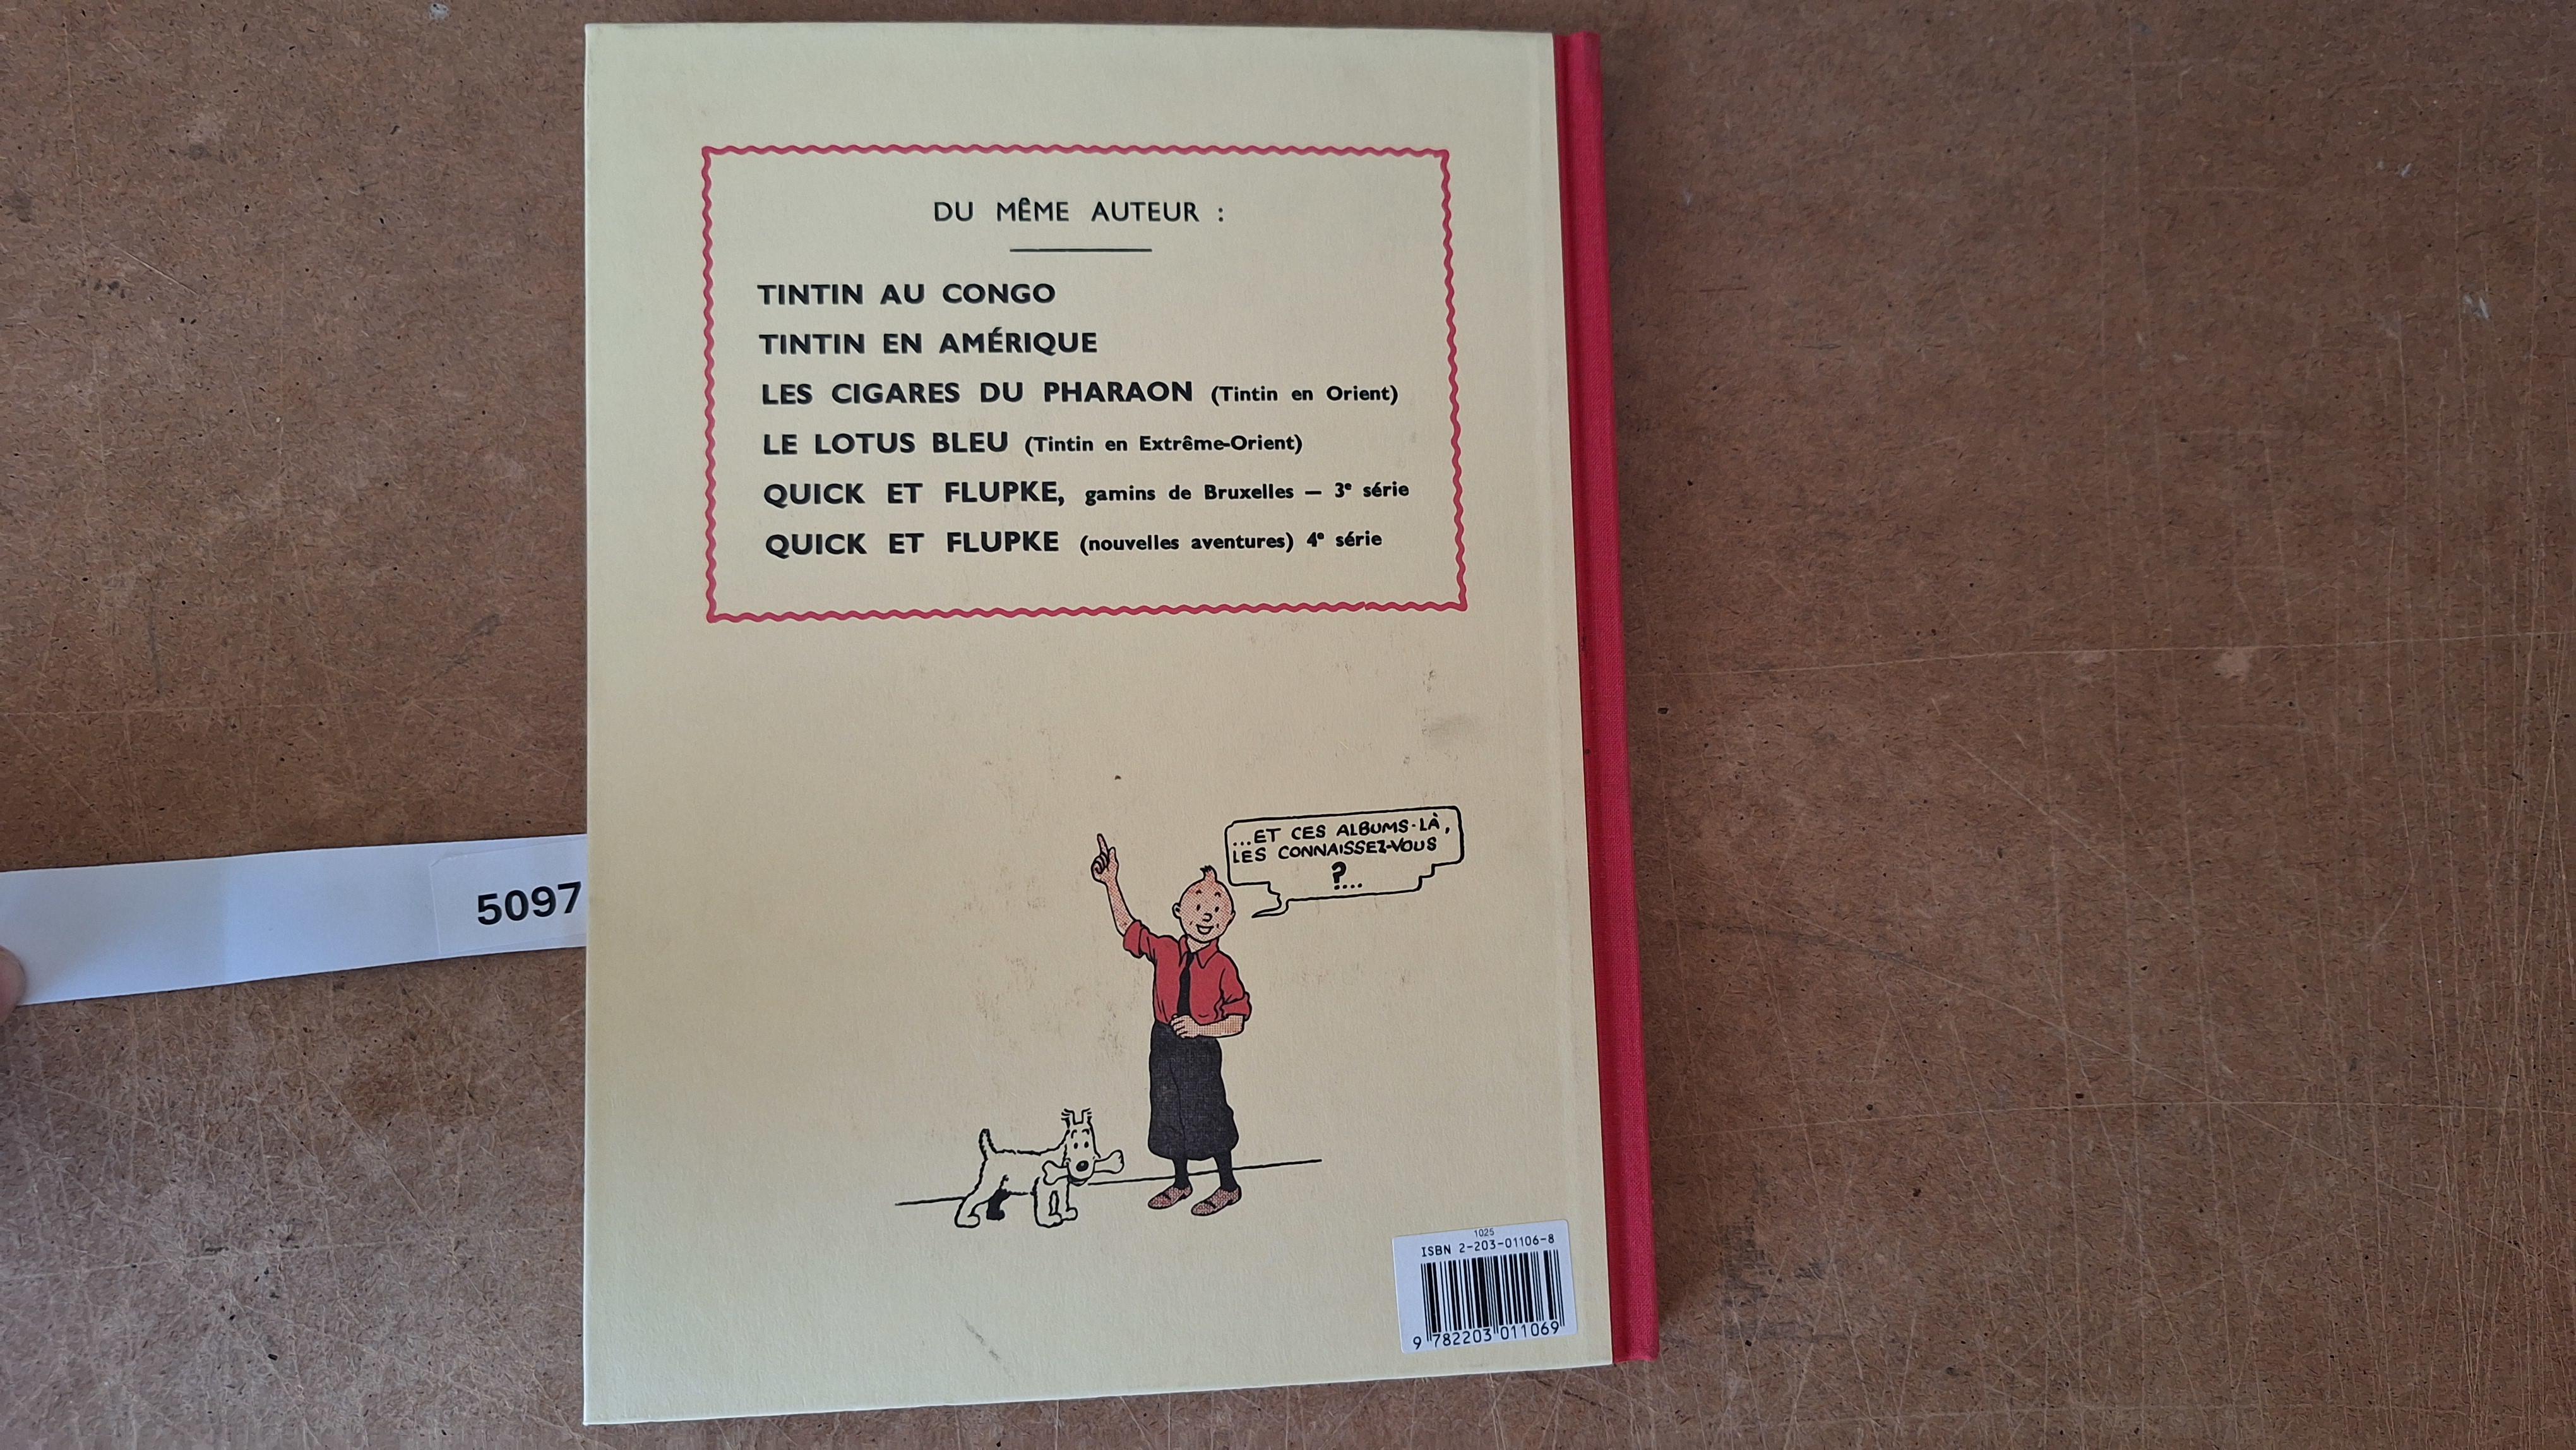 DU MÊME AUTEUR :
TINTIN AU CONGO
TINTIN EN AMÉRIQUE
LES CIGARES DU PHARAON (Tintin en Orient)
LE LOTUS BLEU (Tintin en Extrême-Orient)
QUICK ET FLUPKE, gamins de Bruxelles — 3e série
QUICK ET FLUPKE (nouvelles aventures) 4e série
...ET CES ALBUMS-LÀ,
LES CONNAISSEZ-VOUS
?...
5097
1025
ISBN 2-203-01106-8
9 782203 011069